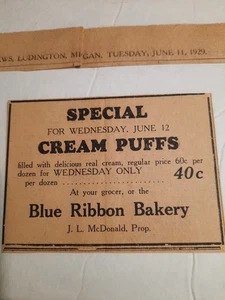 WS, LUDINGTON, MICHIGAN, TUESDAY, JUNE 11, 1929.
SPECIAL
FOR WEDNESDAY, JUNE 12
CREAM PUFFS
filled with delicious real cream, regular price 60c per
dozen for WEDNESDAY ONLY
per dozen . . . . . . . . . . . . . . . . . . 40c
At your grocer, or at the
Blue Ribbon Bakery
J. L. McDonald, Prop.